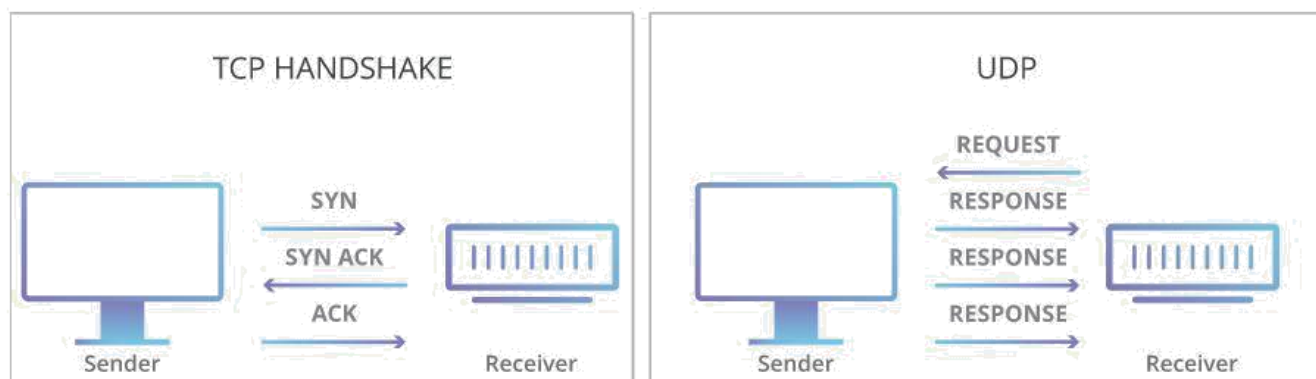 TCP HANDSHAKE
SYN
SYN ACK
ACK
Sender
Receiver
UDP
REQUEST
RESPONSE
RESPONSE
RESPONSE
Sender
Receiver